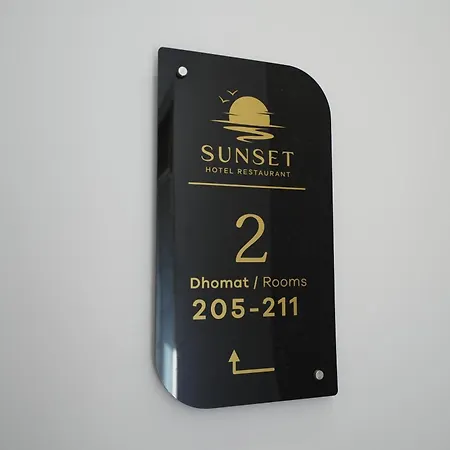 SUNSET
HOTEL RESTAURANT
2
Dhomat / Rooms
205-211